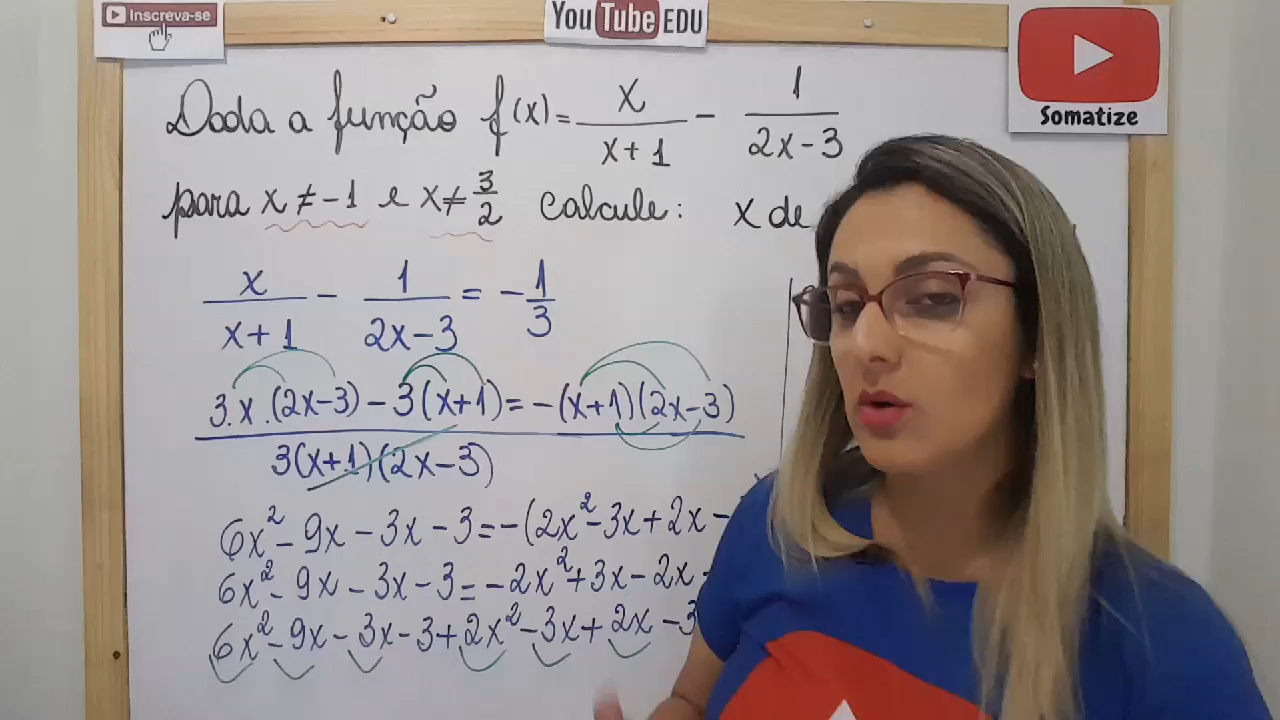 Inscreva-se
YouTube EDU
Somatize
Dada a função f(x) = x/(x+1) - 1/(2x-3)
para x ≠ -1 e x ≠ 3/2 calcule: x de
x/(x+1) - 1/(2x-3) = -1/3
3.x.(2x-3) - 3(x+1) = -(x+1)(2x-3)
3(x+1)(2x-3)
6x² - 9x - 3x - 3 = -(2x² - 3x + 2x -
6x² - 9x - 3x - 3 = -2x² + 3x - 2x
6x² - 9x - 3x - 3 + 2x² - 3x + 2x - 3